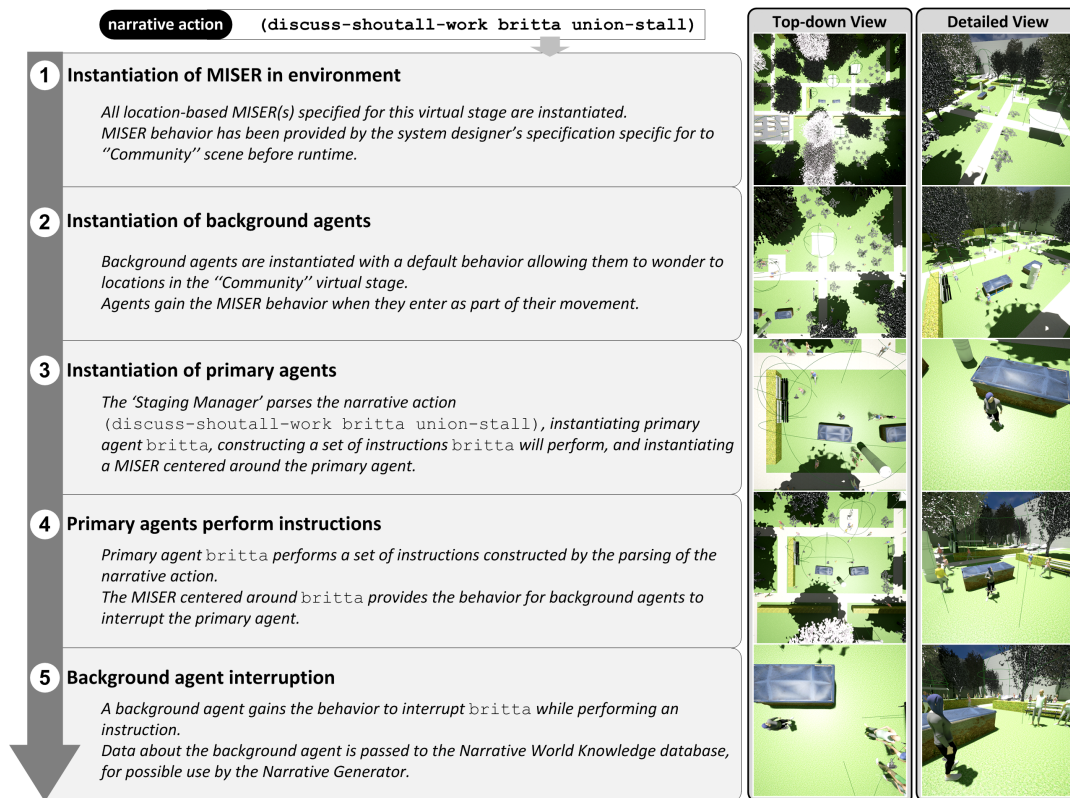 narrative action
(discuss-shoutall-work britta union-stall)
Top-down View
Detailed View
1 Instantiation of MISER in environment
All location-based MISER(s) specified for this virtual stage are instantiated.
MISER behavior has been provided by the system designer’s specification specific for to
‘’Community’’ scene before runtime.
2 Instantiation of background agents
Background agents are instantiated with a default behavior allowing them to wonder to
locations in the ‘’Community’’ virtual stage.
Agents gain the MISER behavior when they enter as part of their movement.
3 Instantiation of primary agents
The ‘Staging Manager’ parses the narrative action
(discuss-shoutall-work britta union-stall), instantiating primary
agent britta, constructing a set of instructions britta will perform, and instantiating
a MISER centered around the primary agent.
4 Primary agents perform instructions
Primary agent britta performs a set of instructions constructed by the parsing of the
narrative action.
The MISER centered around britta provides the behavior for background agents to
interrupt the primary agent.
5 Background agent interruption
A background agent gains the behavior to interrupt britta while performing an
instruction.
Data about the background agent is passed to the Narrative World Knowledge database,
for possible use by the Narrative Generator.